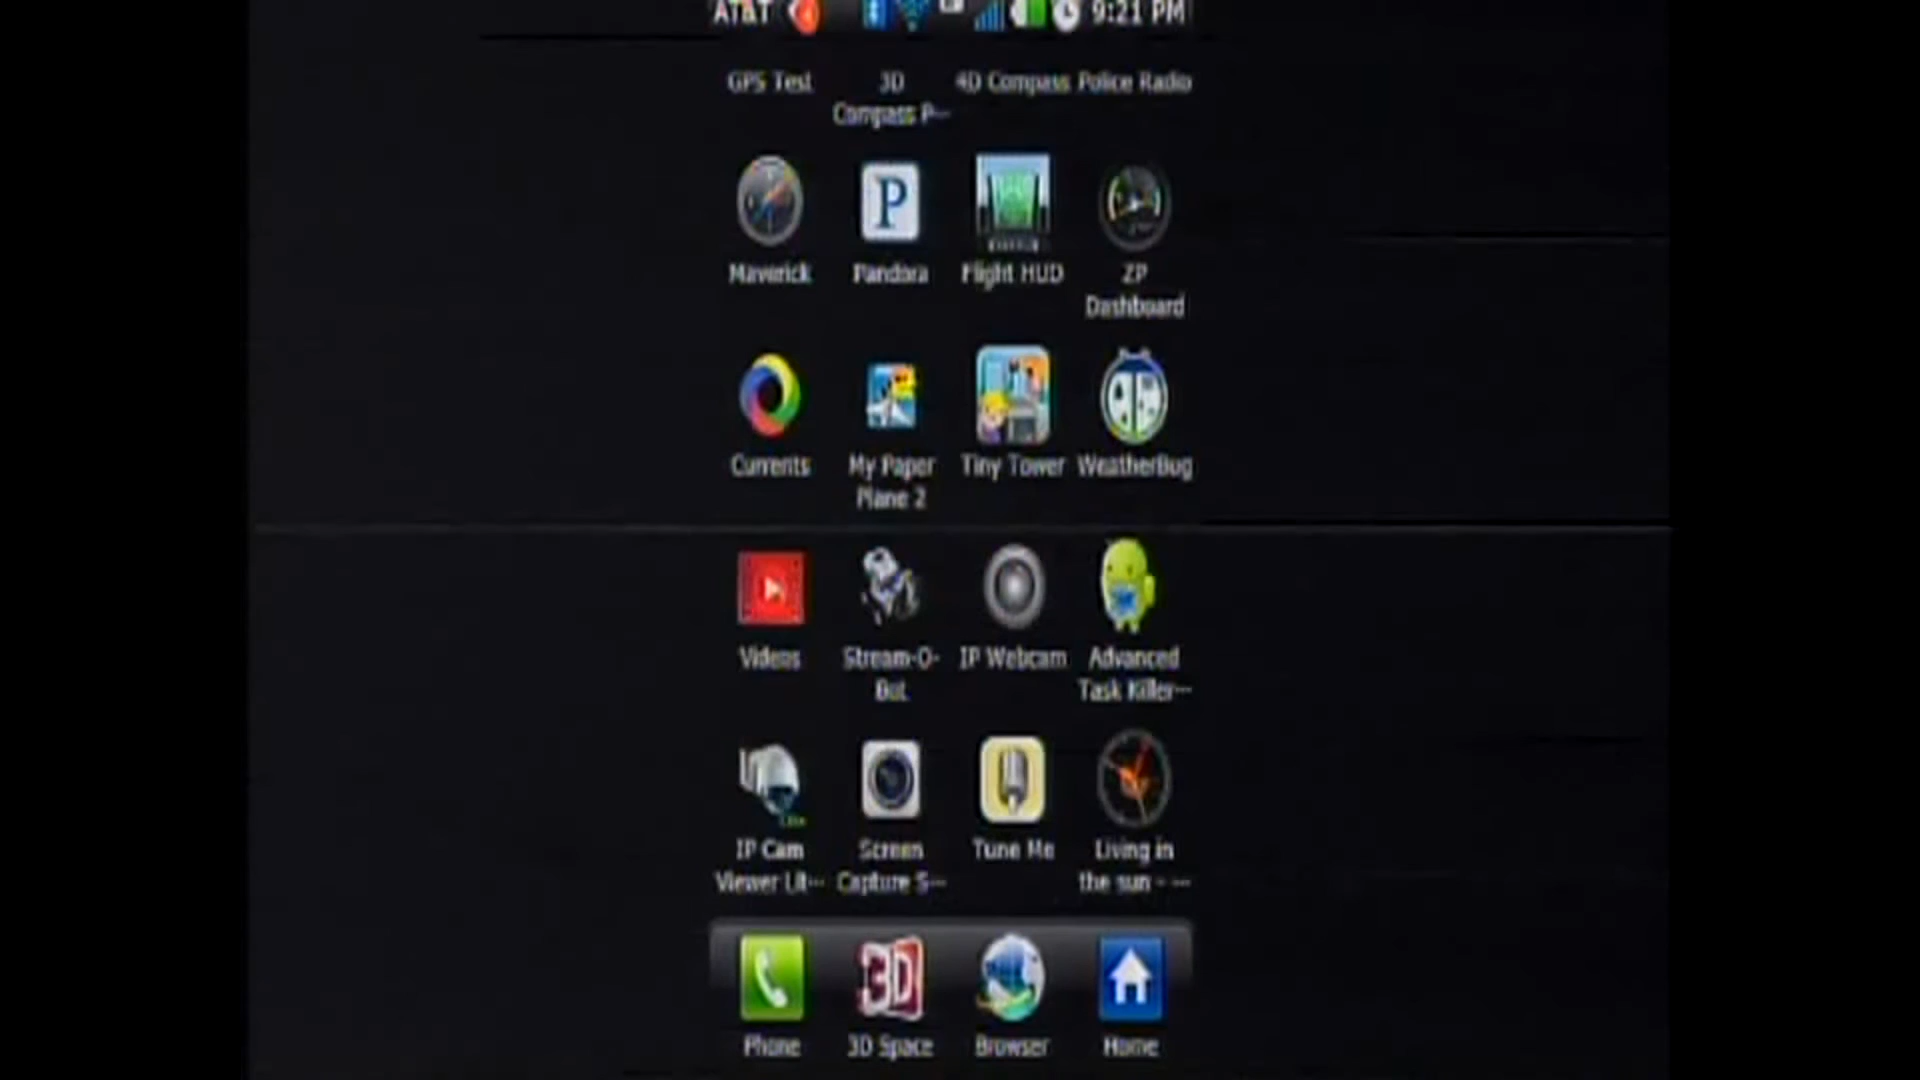 AT&T 9:21 PM
GPS Test 3D Compass P... 4D Compass Police Radio
P
Maverick Pandora Flight HUD ZP Dashboard
Currents My Paper Plane 2 Tiny Tower WeatherBug
Videos Stream-O-Bot IP Webcam Advanced Task Killer...
IP Cam Viewer Lit... Screen Capture S... Tune Me Living in the sun - ...
3D
Phone 3D Space Browser Home